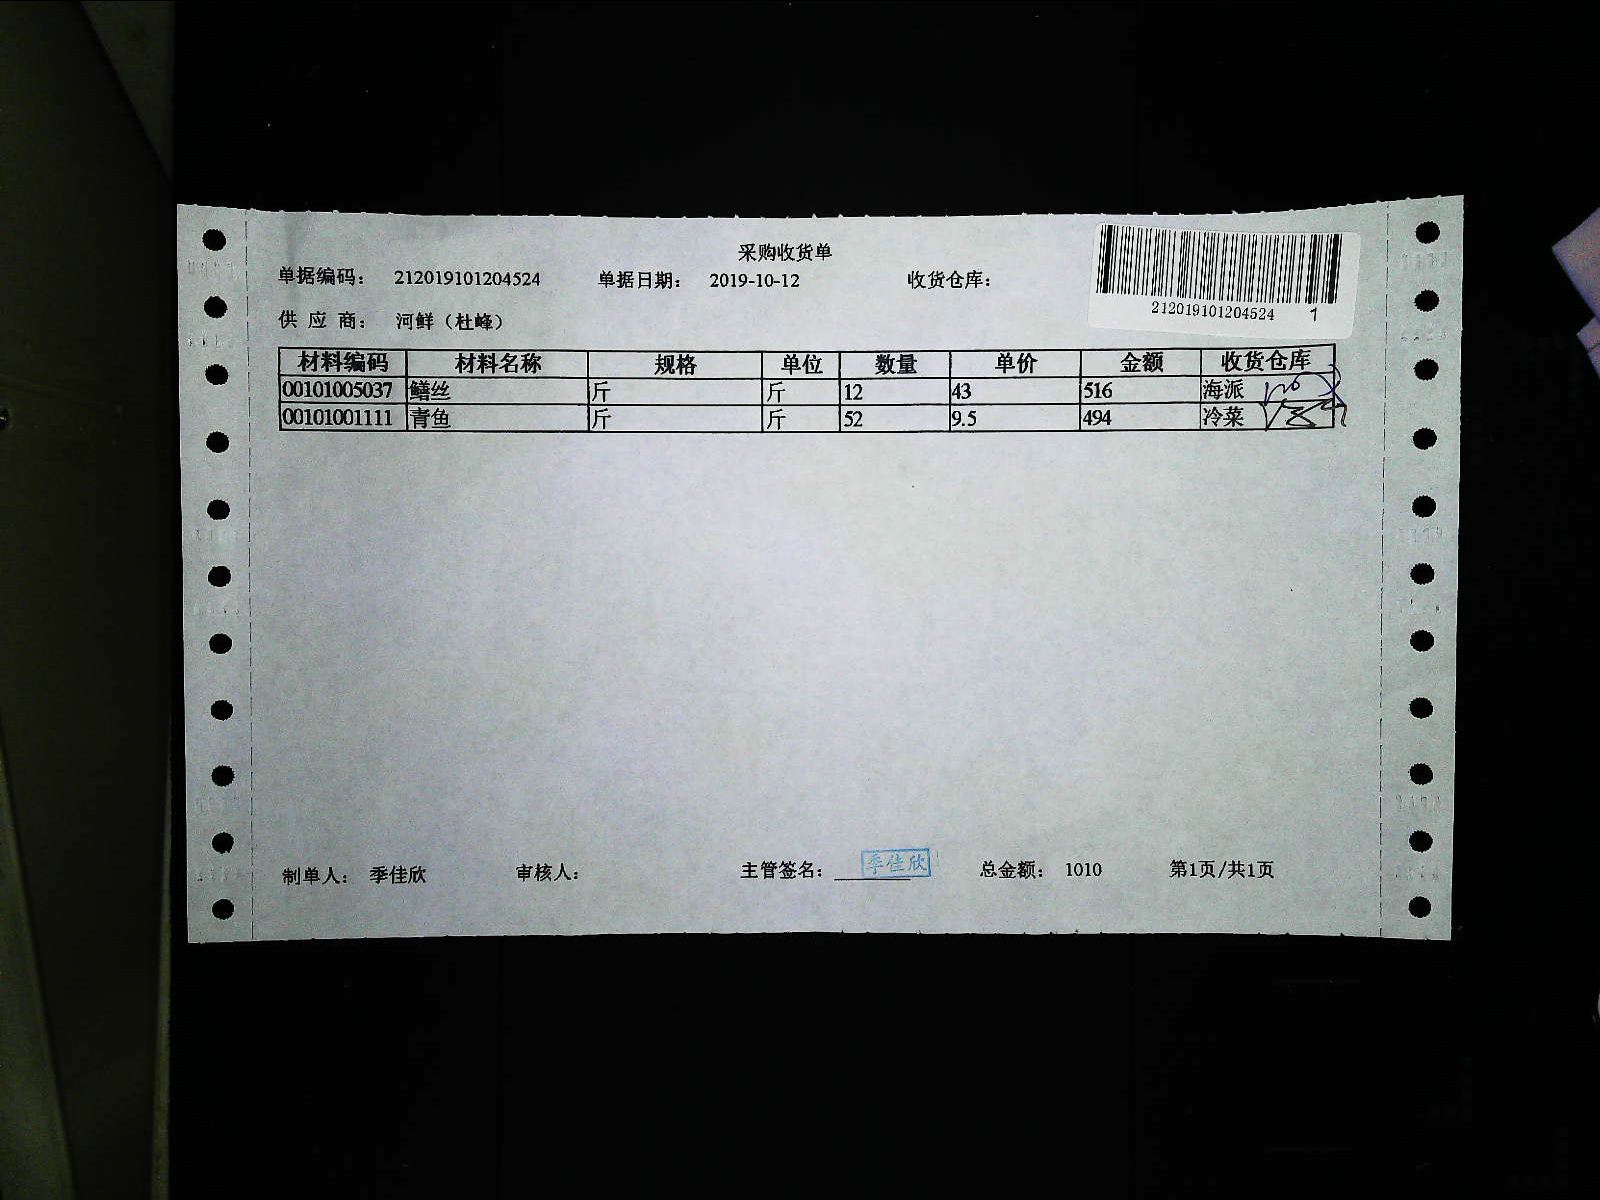 采购收货单
单据编码： 212019101204524 单据日期： 2019-10-12 收货仓库：
212019101204524 1
供 应 商： 河鲜（杜峰）
材料编码 材料名称 规格 单位 数量 单价 金额 收货仓库
00101005037 鳝丝 斤 斤 12 43 516 海派
00101001111 青鱼 斤 斤 52 9.5 494 冷菜
制单人： 季佳欣 审核人： 主管签名： 季佳欣 总金额： 1010 第1页/共1页